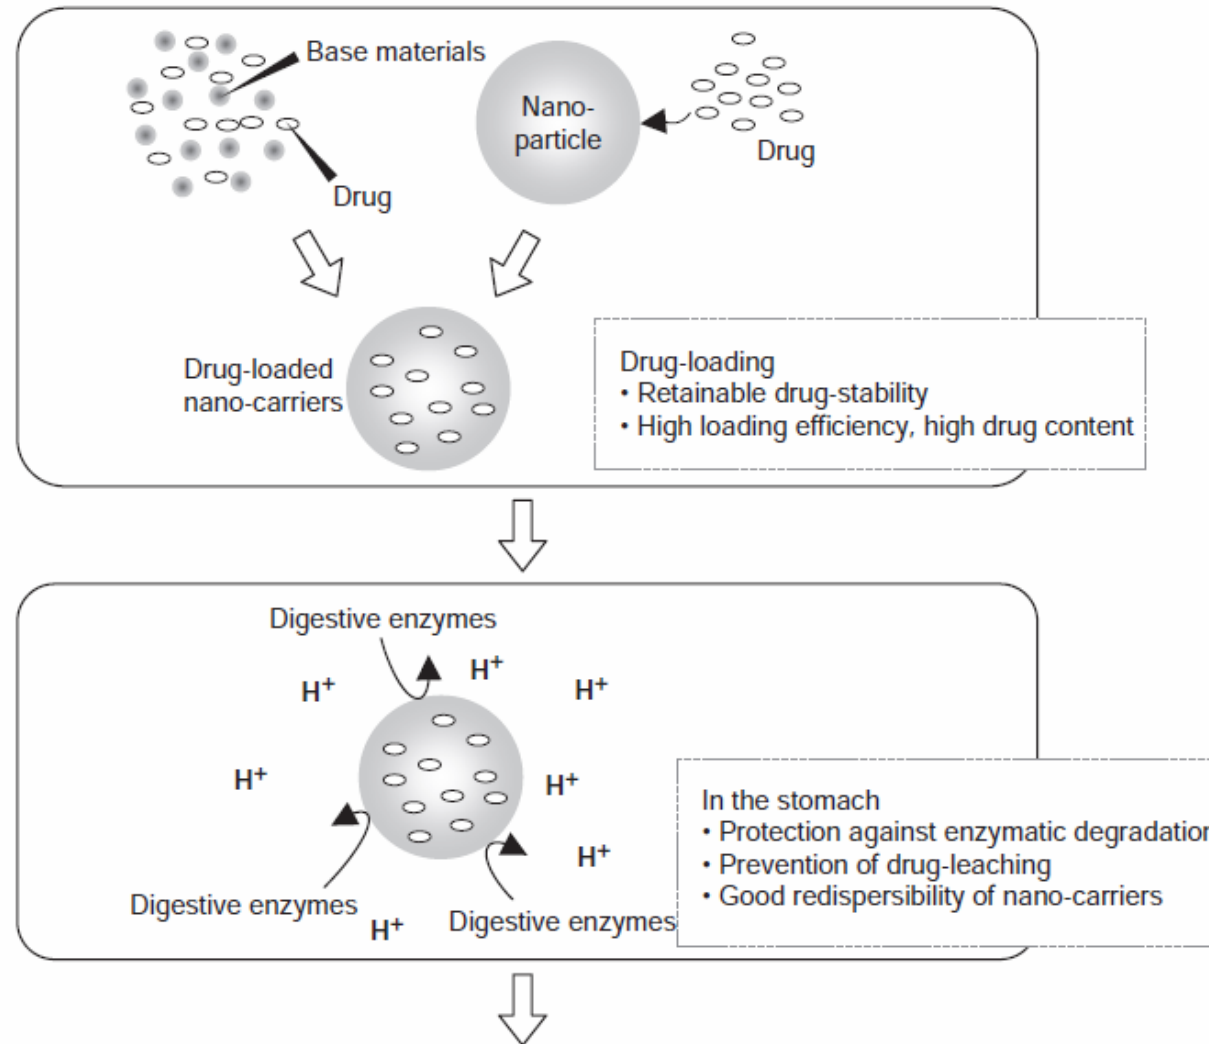 Base materials
Drug
Nano-
particle
Drug
Drug-loaded
nano-carriers
Drug-loading
• Retainable drug-stability
• High loading efficiency, high drug content
Digestive enzymes
H+
H+
H+
H+
H+
H+
H+
Digestive enzymes
Digestive enzymes
In the stomach
• Protection against enzymatic degradation
• Prevention of drug-leaching
• Good redispersibility of nano-carriers